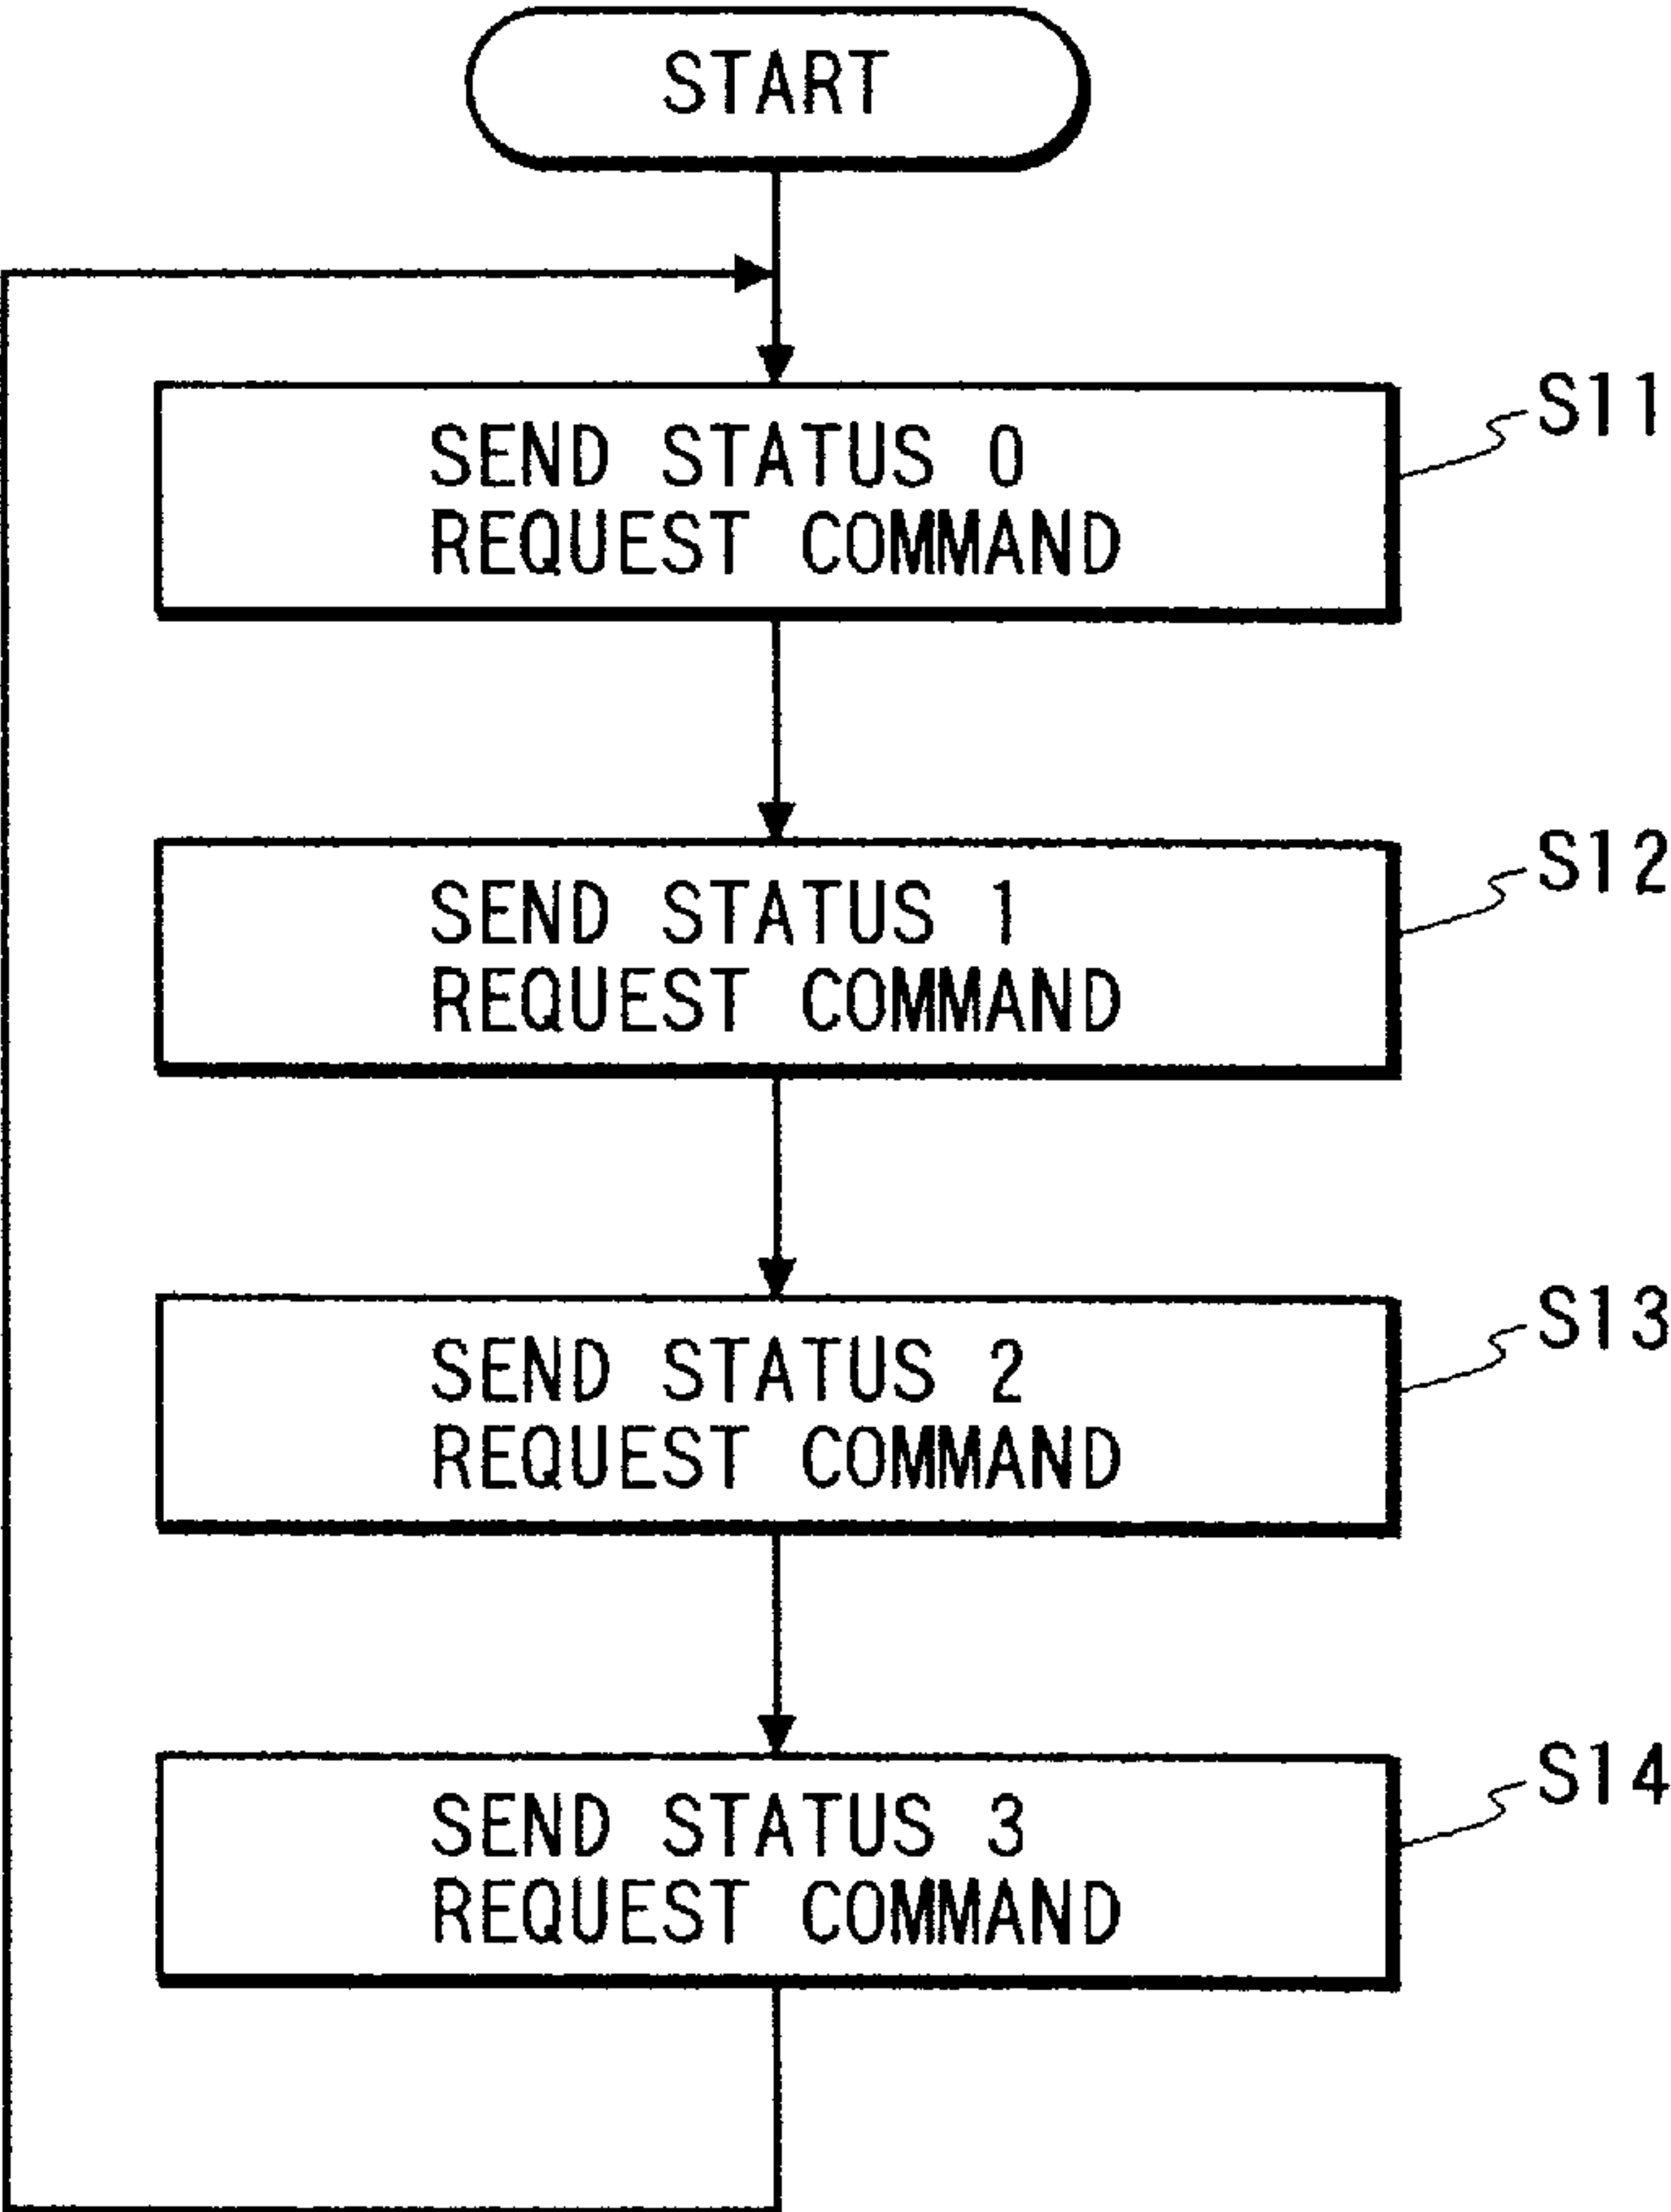 START
SEND STATUS 0
REQUEST COMMAND
S11
SEND STATUS 1
REQUEST COMMAND
S12
SEND STATUS 2
REQUEST COMMAND
S13
SEND STATUS 3
REQUEST COMMAND
S14